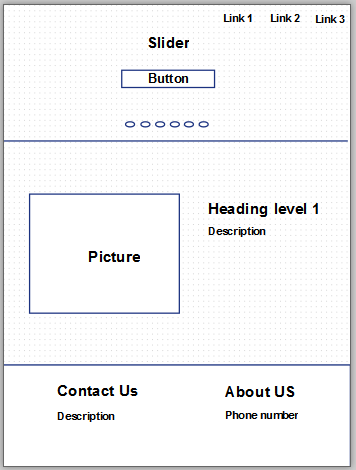 Link 1 Link 2 Link 3
Slider
Button
Heading level 1
Description
Picture
Contact Us
Description
About US
Phone number